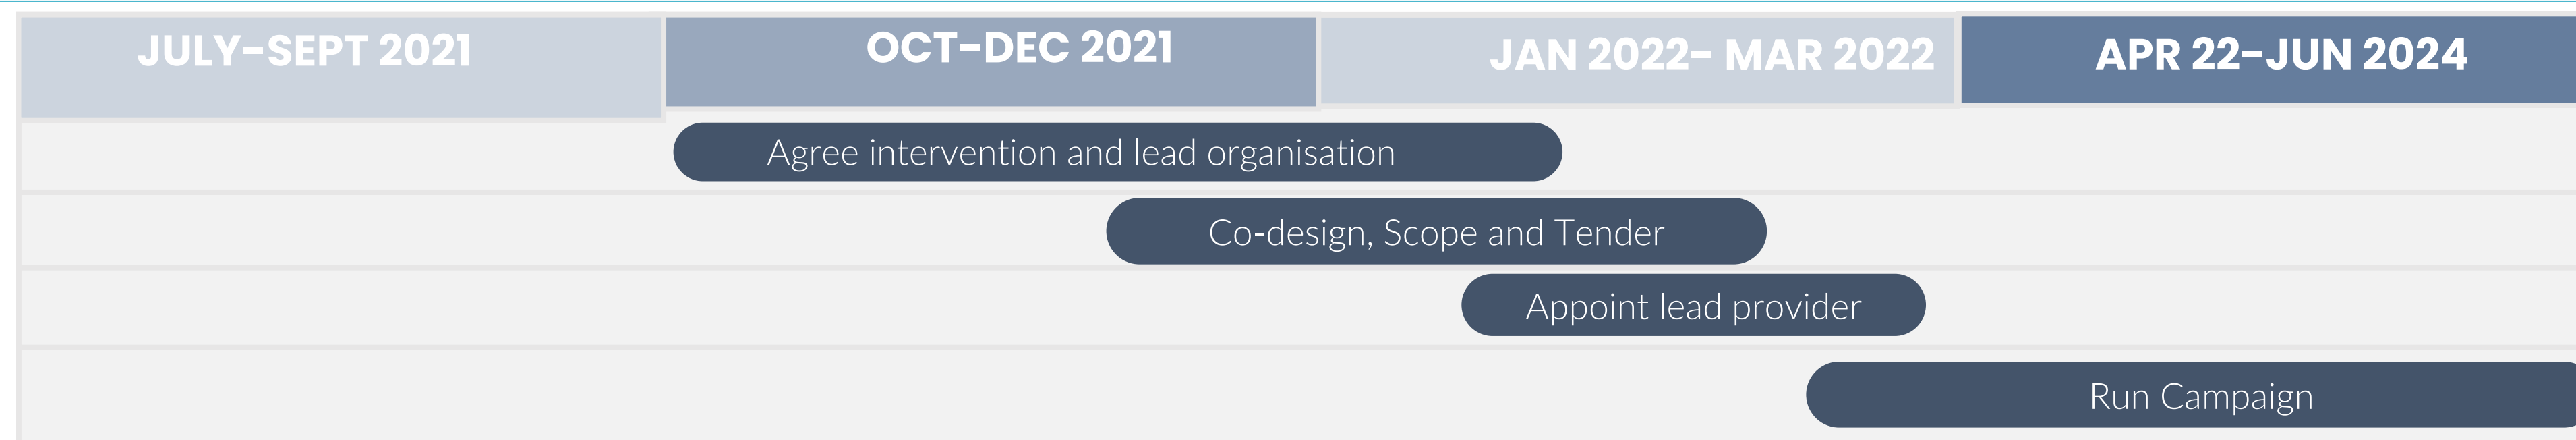 JULY-SEPT 2021
OCT-DEC 2021
JAN 2022- MAR 2022
APR 22-JUN 2024
Agree intervention and lead organisation
Co-design, Scope and Tender
Appoint lead provider
Run Campaign